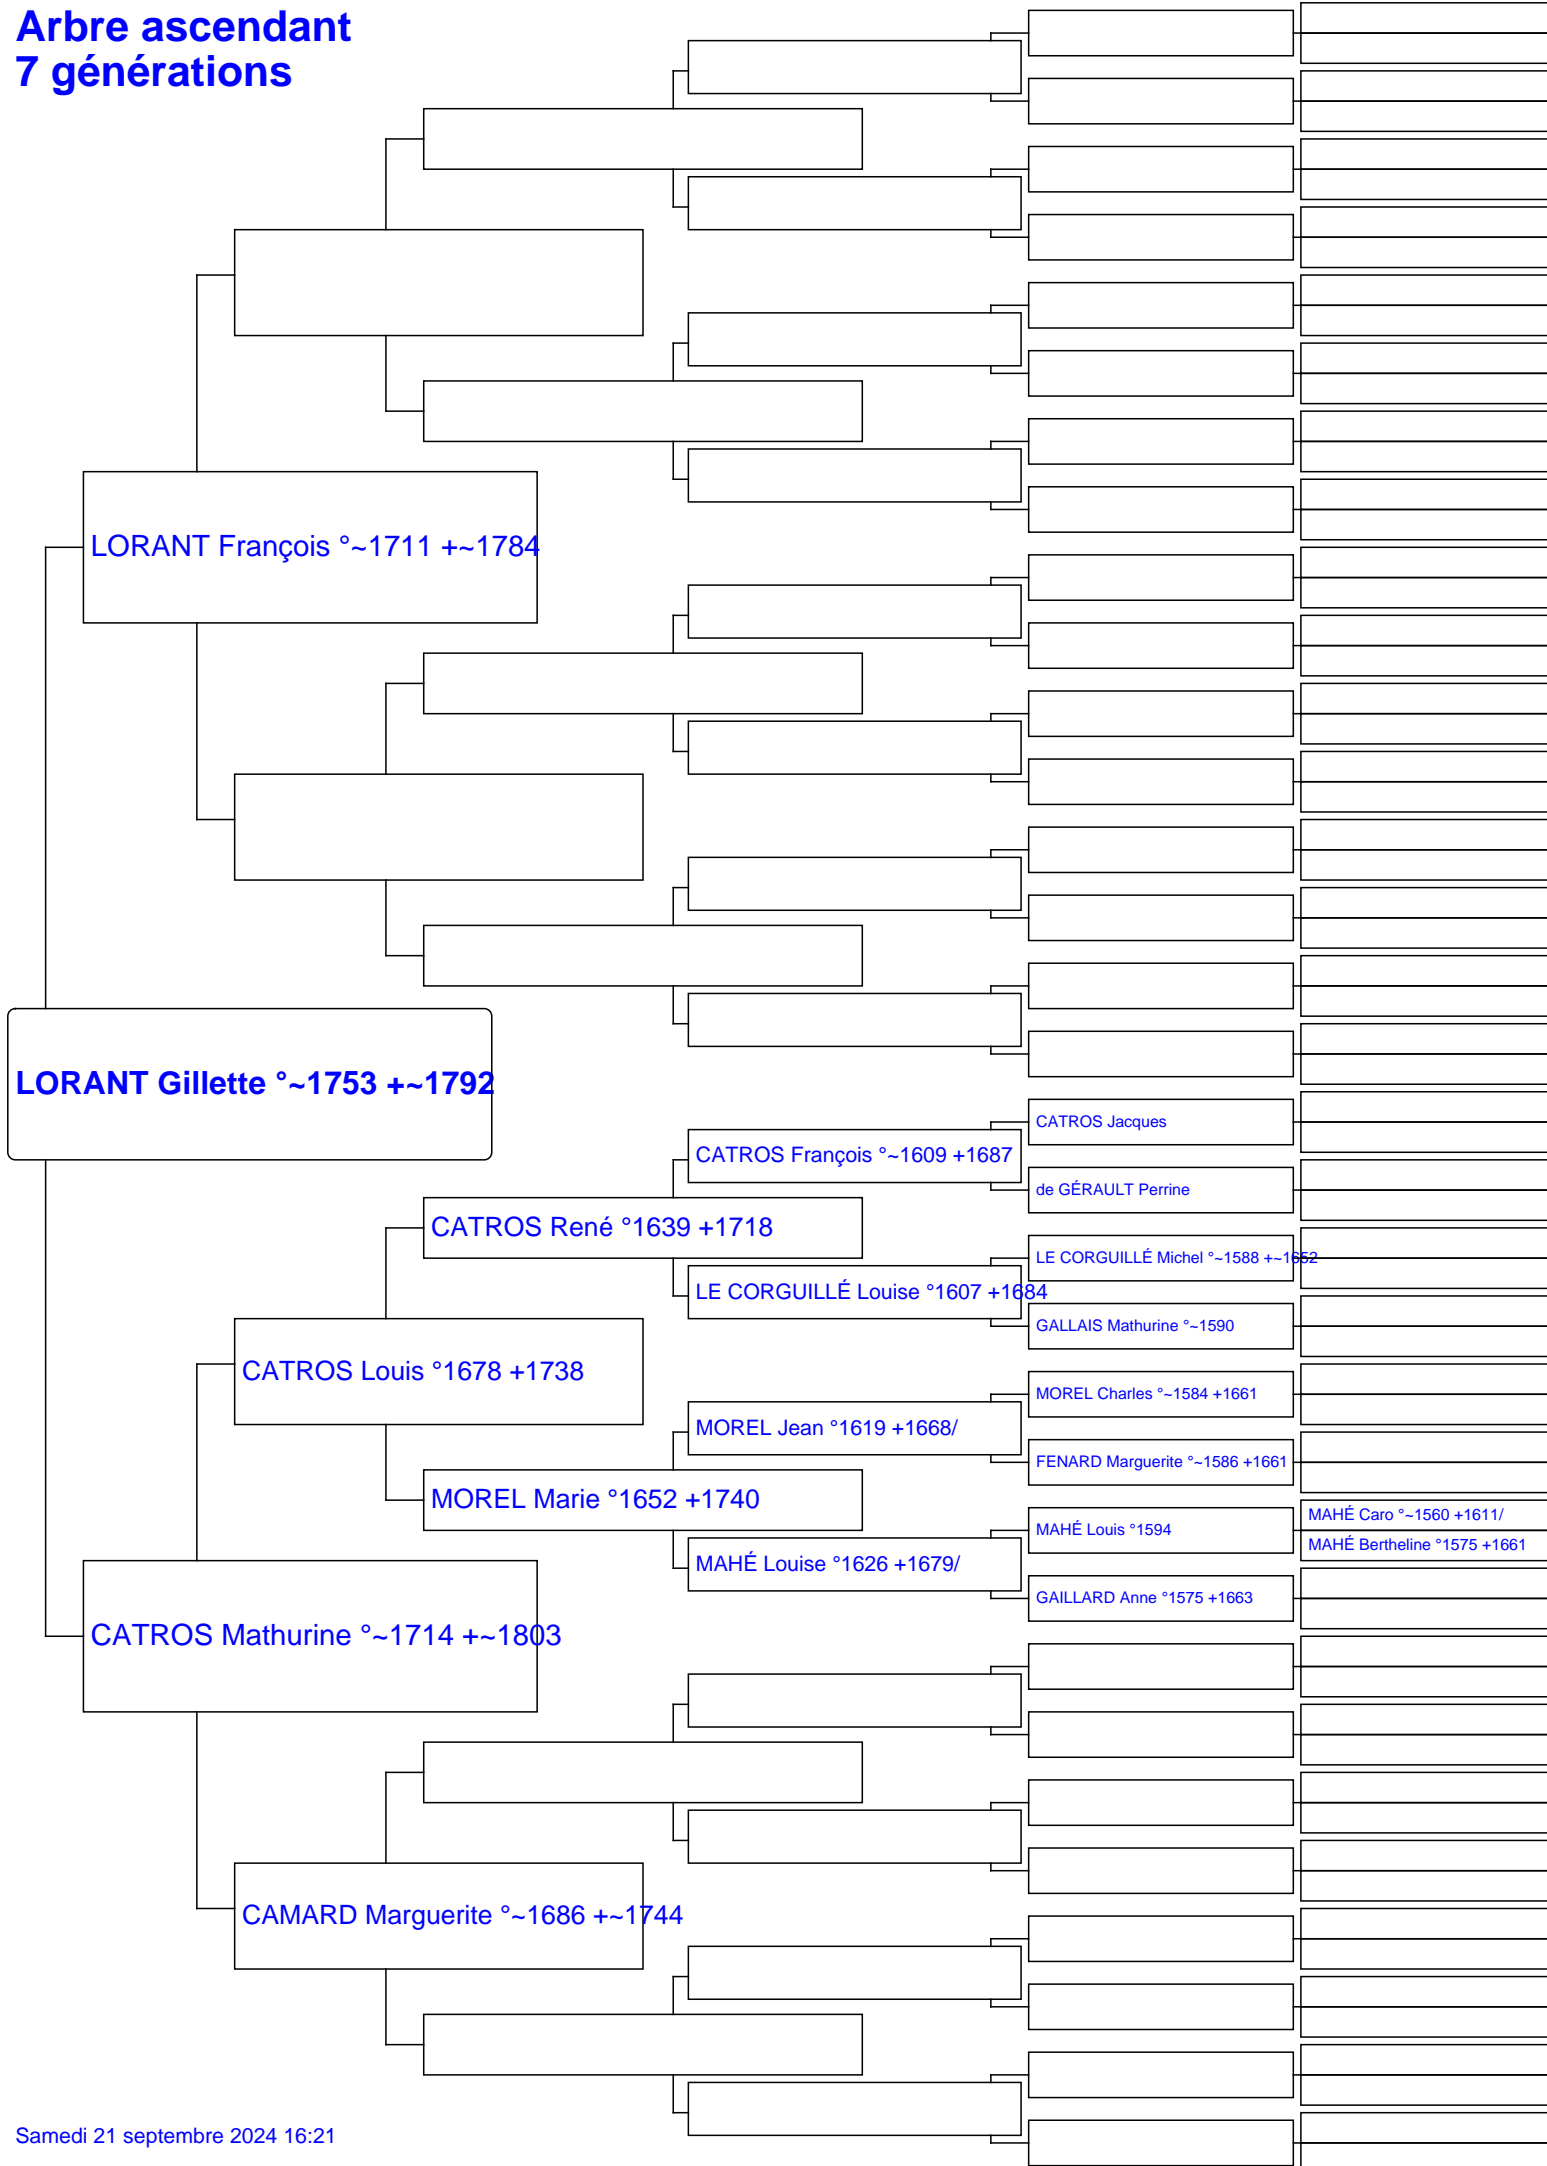 Arbre ascendant
7 générations
LORANT François °~1711 +~1784
LORANT Gillette °~1753 +~1792
CATROS Jacques
CATROS François °~1609 +1687
de GÉRAULT Perrine
CATROS René °1639 +1718
LE CORGUILLÉ Michel °~1588 +~1652
LE CORGUILLÉ Louise °1607 +1684
GALLAIS Mathurine °~1590
CATROS Louis °1678 +1738
MOREL Charles °~1584 +1661
MOREL Jean °1619 +1668/
FENARD Marguerite °~1586 +1661
MOREL Marie °1652 +1740
MAHÉ Caro °~1560 +1611/
MAHÉ Louis °1594
MAHÉ Bertheline °1575 +1661
MAHÉ Louise °1626 +1679/
GAILLARD Anne °1575 +1663
CATROS Mathurine °~1714 +~1803
CAMARD Marguerite °~1686 +~1744
Samedi 21 septembre 2024 16:21